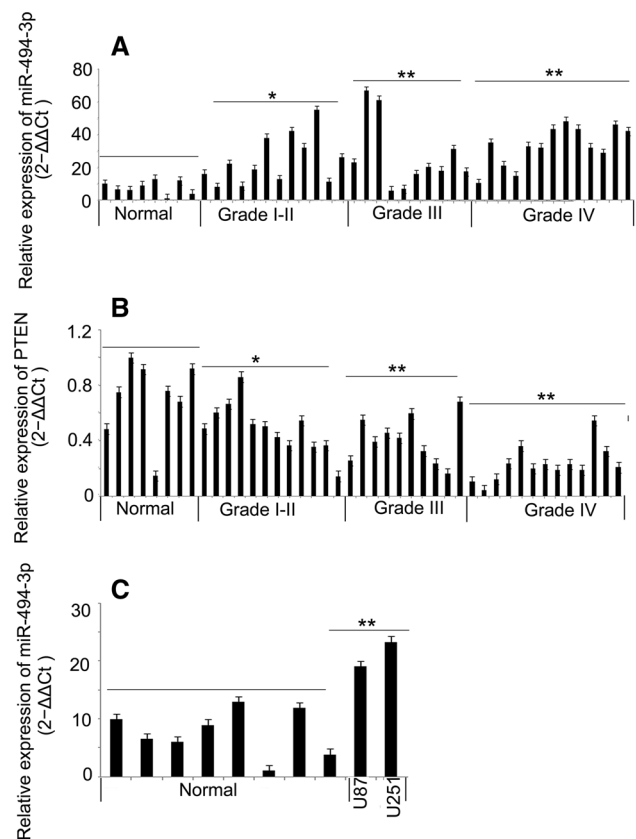 A
Relative expression of miR-494-3p
(2−ΔΔCt )
80
60
40
20
0
*
**
**
Normal
Grade I-II
Grade III
Grade IV
B
Relative expression of PTEN
(2−ΔΔCt )
1.2
0.8
0.4
0
*
**
**
Normal
Grade I-II
Grade III
Grade IV
C
Relative expression of miR-494-3p
(2−ΔΔCt )
30
20
10
0
**
Normal
U87
U251